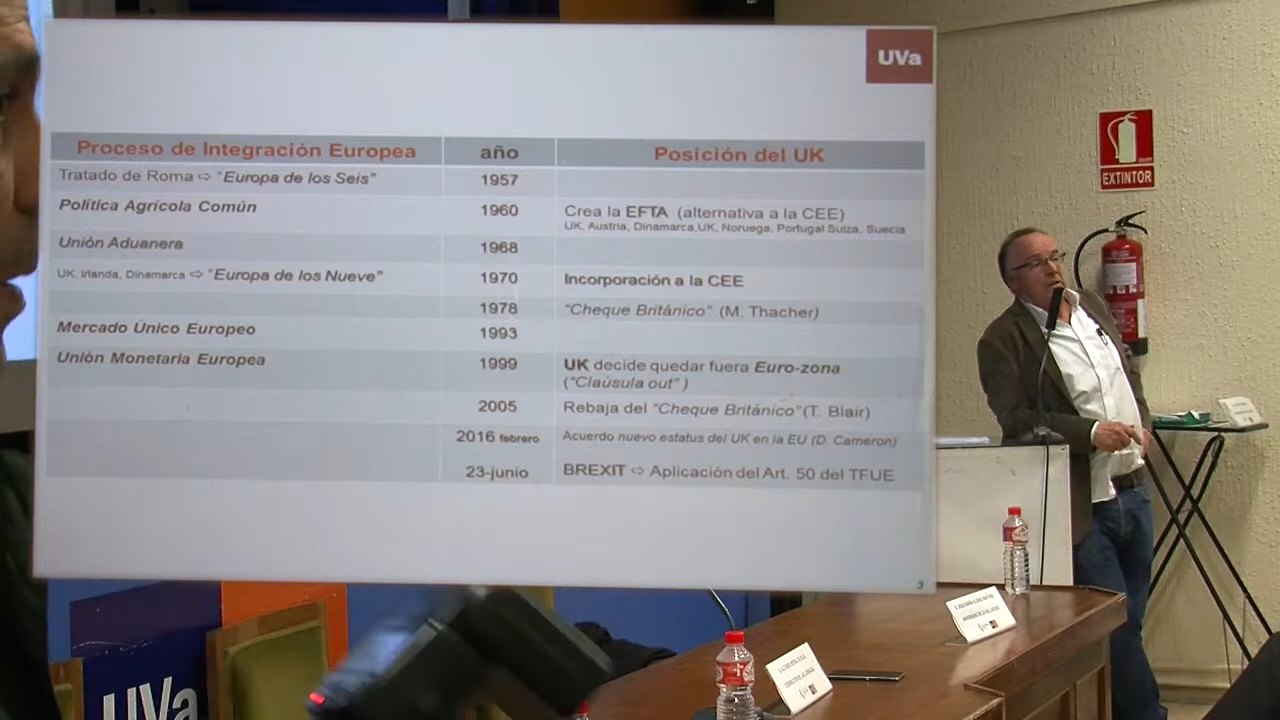 UVa
Proceso de Integración Europea año Posición del UK
Tratado de Roma ⇨ "Europa de los Seis" 1957
Política Agrícola Común 1960 Crea la EFTA (alternativa a la CEE)
UK, Austria, Dinamarca,UK, Noruega, Portugal Suiza, Suecia
Unión Aduanera 1968
UK, Irlanda, Dinamarca ⇨ "Europa de los Nueve" 1970 Incorporación a la CEE
1978 "Cheque Británico" (M. Thacher)
Mercado Único Europeo 1993
Unión Monetaria Europea 1999 UK decide quedar fuera Euro-zona
("Claúsula out" )
2005 Rebaja del "Cheque Británico"(T. Blair)
2016 febrero Acuerdo nuevo estatus del UK en la EU (D. Cameron)
23-junio BREXIT ⇨ Aplicación del Art. 50 del TFUE
3
EXTINTOR
UVa